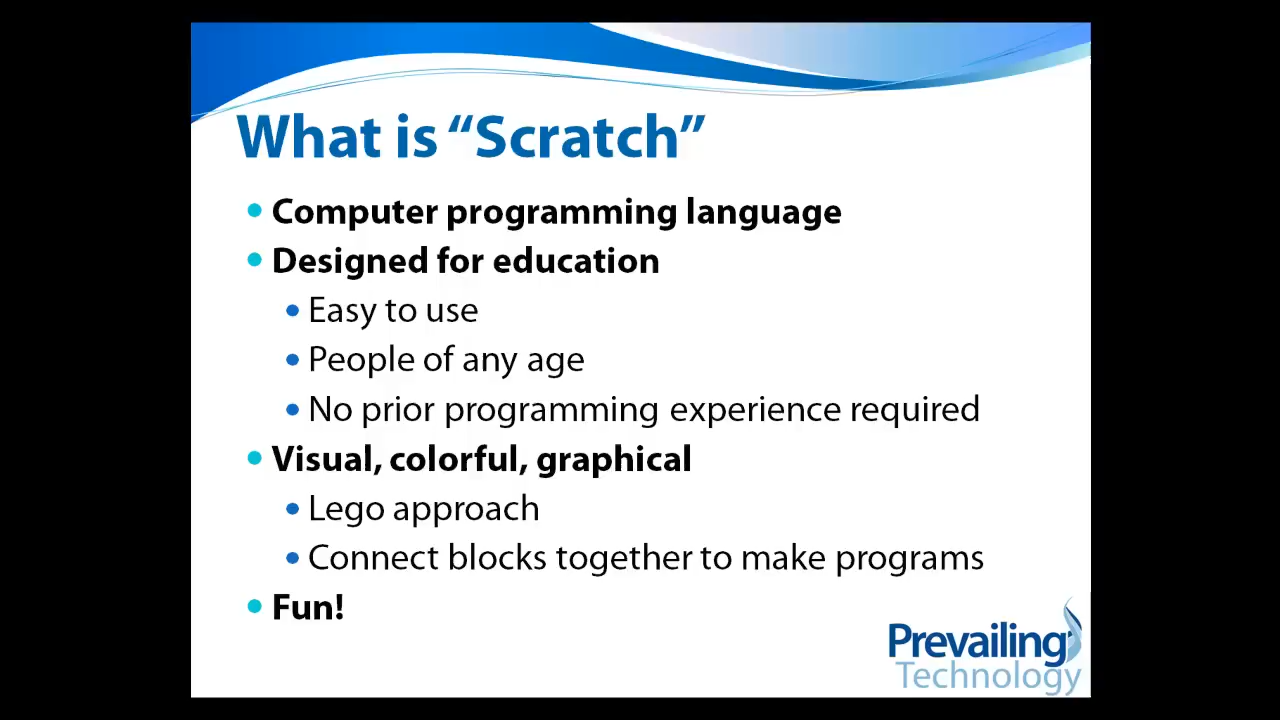 What is “Scratch”
Computer programming language
Designed for education
Easy to use
People of any age
No prior programming experience required
Visual, colorful, graphical
Lego approach
Connect blocks together to make programs
Fun!
Prevailing
Technology